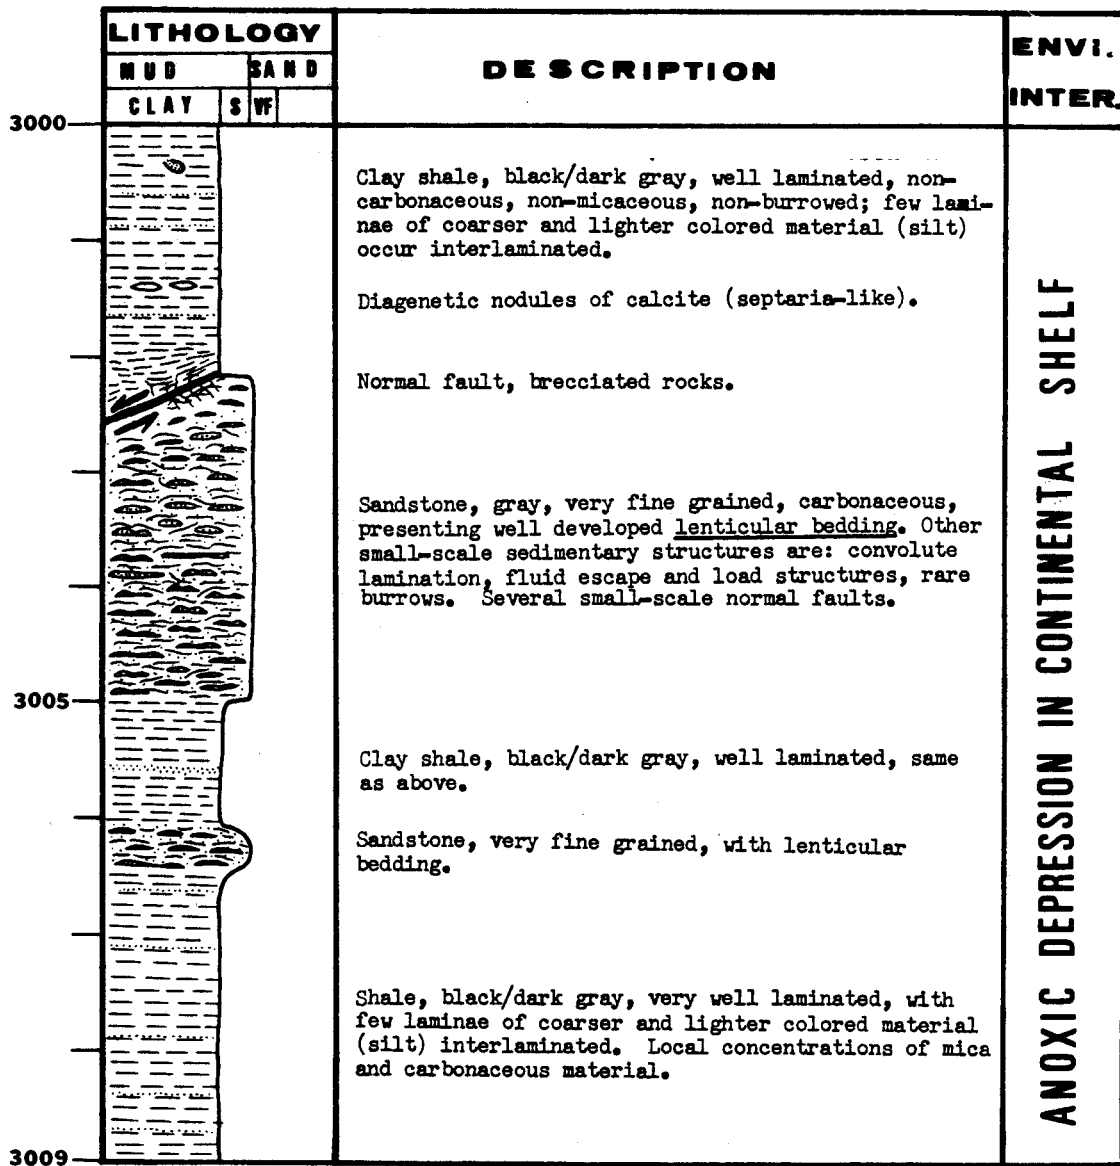 LITHOLOGY
MUD SAND
CLAY S VF
DESCRIPTION
ENVI.
INTER.
3000
Clay shale, black/dark gray, well laminated, non-
carbonaceous, non-micaceous, non-burrowed; few lami-
nae of coarser and lighter colored material (silt)
occur interlaminated.
Diagenetic nodules of calcite (septaria-like).
Normal fault, brecciated rocks.
Sandstone, gray, very fine grained, carbonaceous,
presenting well developed lenticular bedding. Other
small-scale sedimentary structures are: convolute
lamination, fluid escape and load structures, rare
burrows. Several small-scale normal faults.
3005
Clay shale, black/dark gray, well laminated, same
as above.
Sandstone, very fine grained, with lenticular
bedding.
Shale, black/dark gray, very well laminated, with
few laminae of coarser and lighter colored material
(silt) interlaminated. Local concentrations of mica
and carbonaceous material.
3009
ANOXIC DEPRESSION IN CONTINENTAL SHELF